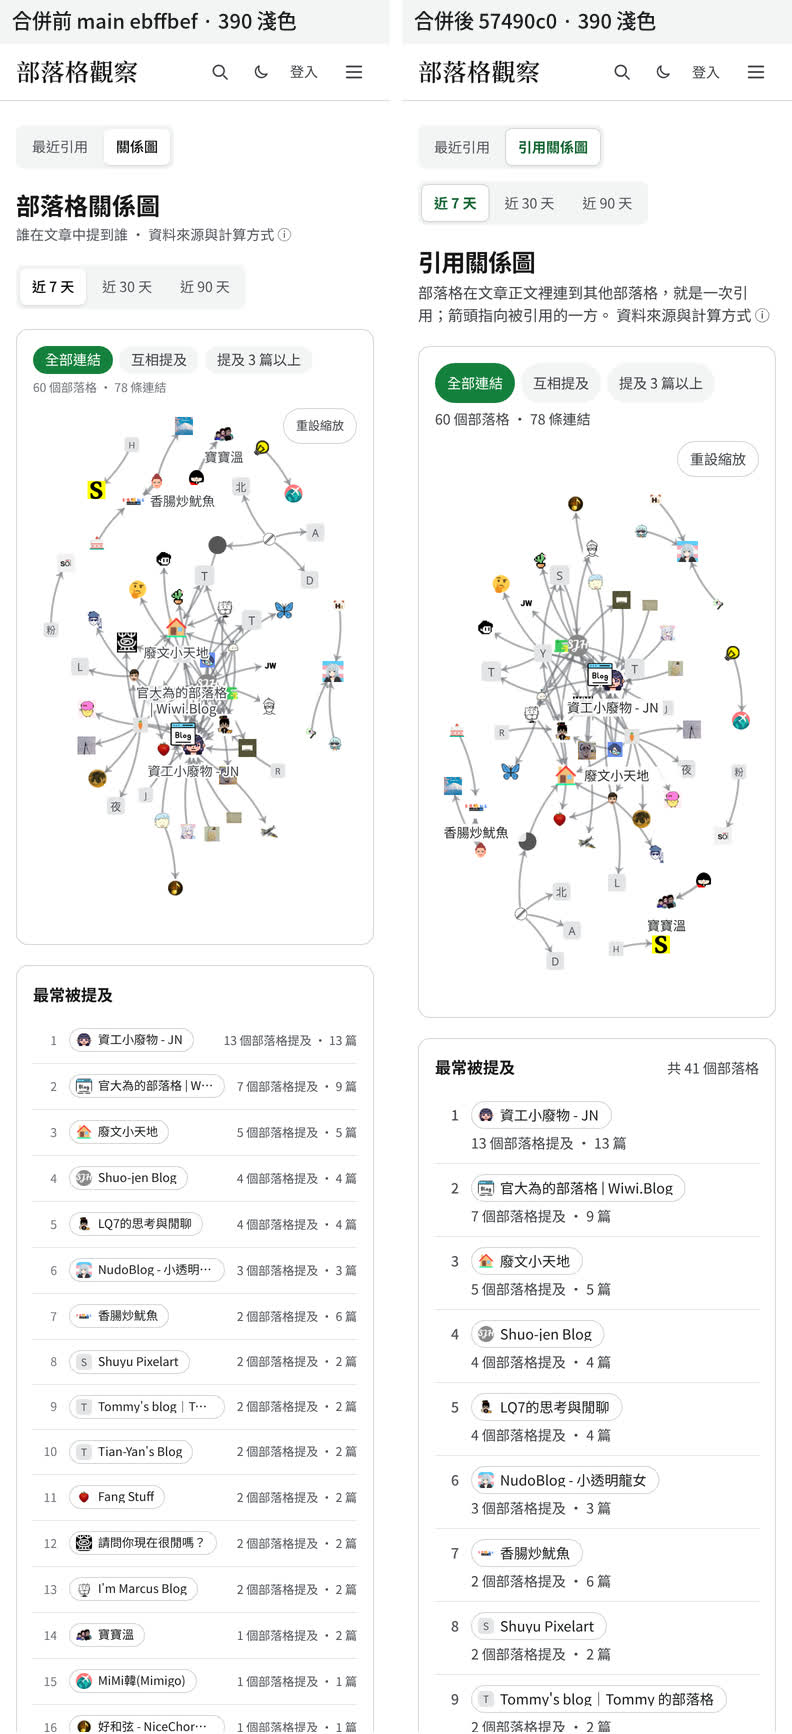 合併前 main ebffbef · 390 淺色
部落格觀察
登入
最近引用 關係圖
部落格關係圖
誰在文章中提到誰 · 資料來源與計算方式 ⓘ
近 7 天 近 30 天 近 90 天
全部連結 互相提及 提及 3 篇以上
60 個部落格 · 78 條連結
重設縮放
H
寶寶溫
S
香腸炒魷魚
北
A
T
D
粉
T
L
廢文小天地
JW
官大為的部落格
| Wiwi.Blog
Blog
資工小廢物 - JN
R
J
夜
最常被提及
1 資工小廢物 - JN 13 個部落格提及 · 13 篇
2 官大為的部落格 | W… 7 個部落格提及 · 9 篇
3 廢文小天地 5 個部落格提及 · 5 篇
4 Shuo-jen Blog 4 個部落格提及 · 4 篇
5 LQ7的思考與閒聊 4 個部落格提及 · 4 篇
6 NudoBlog - 小透明… 3 個部落格提及 · 3 篇
7 香腸炒魷魚 2 個部落格提及 · 6 篇
8 S Shuyu Pixelart 2 個部落格提及 · 2 篇
9 T Tommy's blog｜T… 2 個部落格提及 · 2 篇
10 T Tian-Yan's Blog 2 個部落格提及 · 2 篇
11 Fang Stuff 2 個部落格提及 · 2 篇
12 請問你現在很閒嗎？ 2 個部落格提及 · 2 篇
13 I'm Marcus Blog 2 個部落格提及 · 2 篇
14 寶寶溫 1 個部落格提及 · 2 篇
15 MiMi韓(Mimigo) 1 個部落格提及 · 1 篇
16 好和弦 - NiceChor… 1 個部落格提及 · 1 篇
合併後 57490c0 · 390 淺色
部落格觀察
登入
最近引用 引用關係圖
近 7 天 近 30 天 近 90 天
引用關係圖
部落格在文章正文裡連到其他部落格，就是一次引
用；箭頭指向被引用的一方。 資料來源與計算方式 ⓘ
全部連結 互相提及 提及 3 篇以上
60 個部落格 · 78 條連結
重設縮放
S
JW
Y
T
T
Blog
資工小廢物 - JN
J
R
廢文小天地
夜
粉
香腸炒魷魚
L
北
寶寶溫
A
H
S
D
最常被提及 共 41 個部落格
1 資工小廢物 - JN
13 個部落格提及 · 13 篇
2 官大為的部落格 | Wiwi.Blog
7 個部落格提及 · 9 篇
3 廢文小天地
5 個部落格提及 · 5 篇
4 Shuo-jen Blog
4 個部落格提及 · 4 篇
5 LQ7的思考與閒聊
4 個部落格提及 · 4 篇
6 NudoBlog - 小透明龍女
3 個部落格提及 · 3 篇
7 香腸炒魷魚
2 個部落格提及 · 6 篇
8 S Shuyu Pixelart
2 個部落格提及 · 2 篇
9 T Tommy's blog｜Tommy 的部落格
2 個部落格提及 · 2 篇